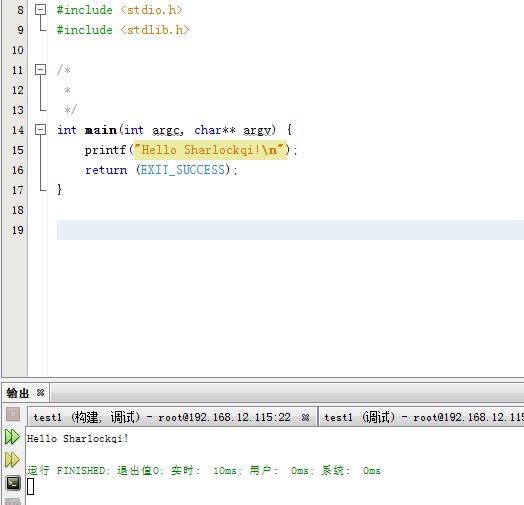 8 #include <stdio.h>
9 #include <stdlib.h>
10
11 /*
12 *
13 */
14 int main(int argc, char** argv) {
15 printf("Hello Sharlockqi!\n");
16 return (EXIT_SUCCESS);
17 }
18
19
输出
test1 (构建, 调试) - root@192.168.12.115:22 test1 (调试) - root@192.168.12.115
Hello Sharlockqi!
运行 FINISHED; 退出值0; 实时: 10ms; 用户: 0ms; 系统: 0ms